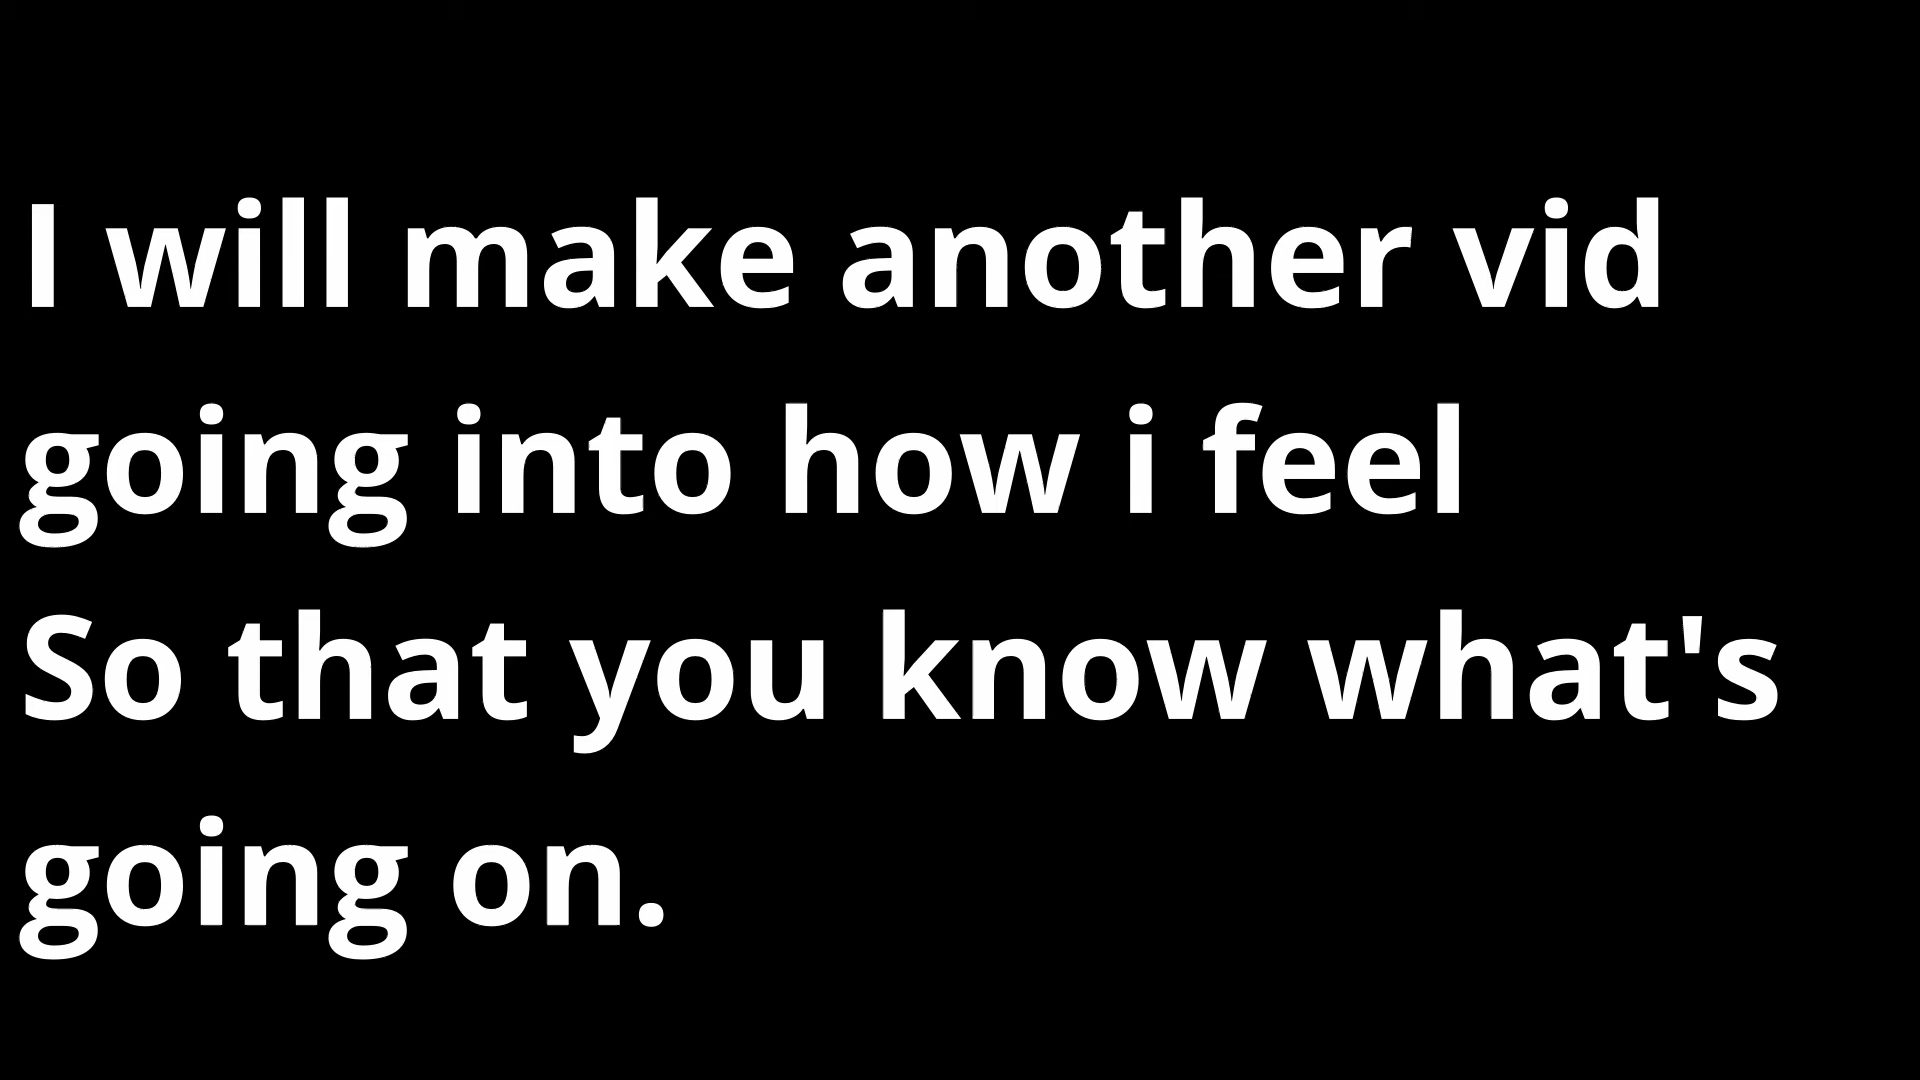 I will make another vid
going into how i feel
So that you know what's
going on.